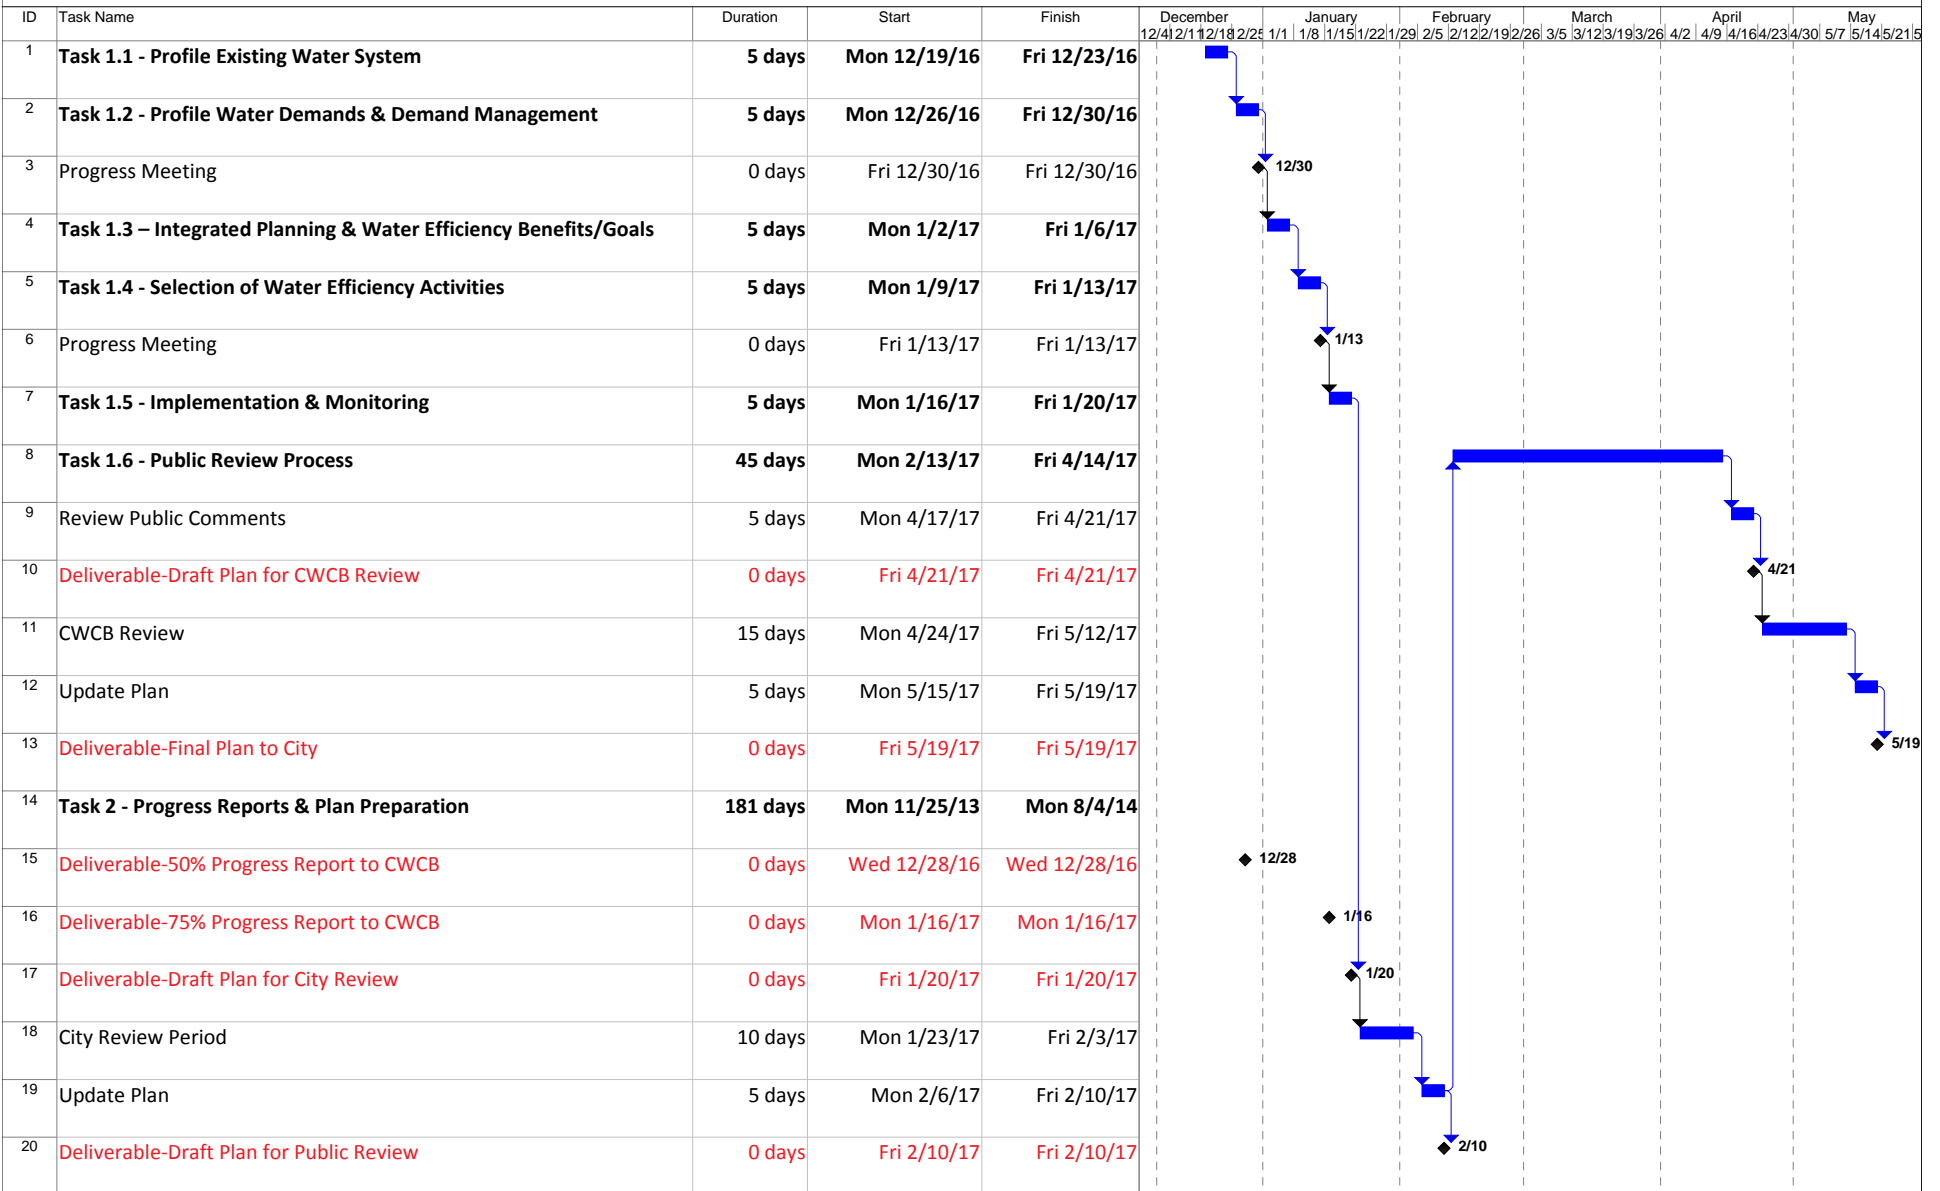 ID Task Name Duration Start Finish December January February March April May
12/4 12/11 12/18 12/25 1/1 1/8 1/15 1/22 1/29 2/5 2/12 2/19 2/26 3/5 3/12 3/19 3/26 4/2 4/9 4/16 4/23 4/30 5/7 5/14 5/21 5
1 Task 1.1 - Profile Existing Water System 5 days Mon 12/19/16 Fri 12/23/16
2 Task 1.2 - Profile Water Demands & Demand Management 5 days Mon 12/26/16 Fri 12/30/16
3 Progress Meeting 0 days Fri 12/30/16 Fri 12/30/16 12/30
4 Task 1.3 – Integrated Planning & Water Efficiency Benefits/Goals 5 days Mon 1/2/17 Fri 1/6/17
5 Task 1.4 - Selection of Water Efficiency Activities 5 days Mon 1/9/17 Fri 1/13/17
6 Progress Meeting 0 days Fri 1/13/17 Fri 1/13/17 1/13
7 Task 1.5 - Implementation & Monitoring 5 days Mon 1/16/17 Fri 1/20/17
8 Task 1.6 - Public Review Process 45 days Mon 2/13/17 Fri 4/14/17
9 Review Public Comments 5 days Mon 4/17/17 Fri 4/21/17
10 Deliverable-Draft Plan for CWCB Review 0 days Fri 4/21/17 Fri 4/21/17 4/21
11 CWCB Review 15 days Mon 4/24/17 Fri 5/12/17
12 Update Plan 5 days Mon 5/15/17 Fri 5/19/17
13 Deliverable-Final Plan to City 0 days Fri 5/19/17 Fri 5/19/17 5/19
14 Task 2 - Progress Reports & Plan Preparation 181 days Mon 11/25/13 Mon 8/4/14
15 Deliverable-50% Progress Report to CWCB 0 days Wed 12/28/16 Wed 12/28/16 12/28
16 Deliverable-75% Progress Report to CWCB 0 days Mon 1/16/17 Mon 1/16/17 1/16
17 Deliverable-Draft Plan for City Review 0 days Fri 1/20/17 Fri 1/20/17 1/20
18 City Review Period 10 days Mon 1/23/17 Fri 2/3/17
19 Update Plan 5 days Mon 2/6/17 Fri 2/10/17
20 Deliverable-Draft Plan for Public Review 0 days Fri 2/10/17 Fri 2/10/17 2/10